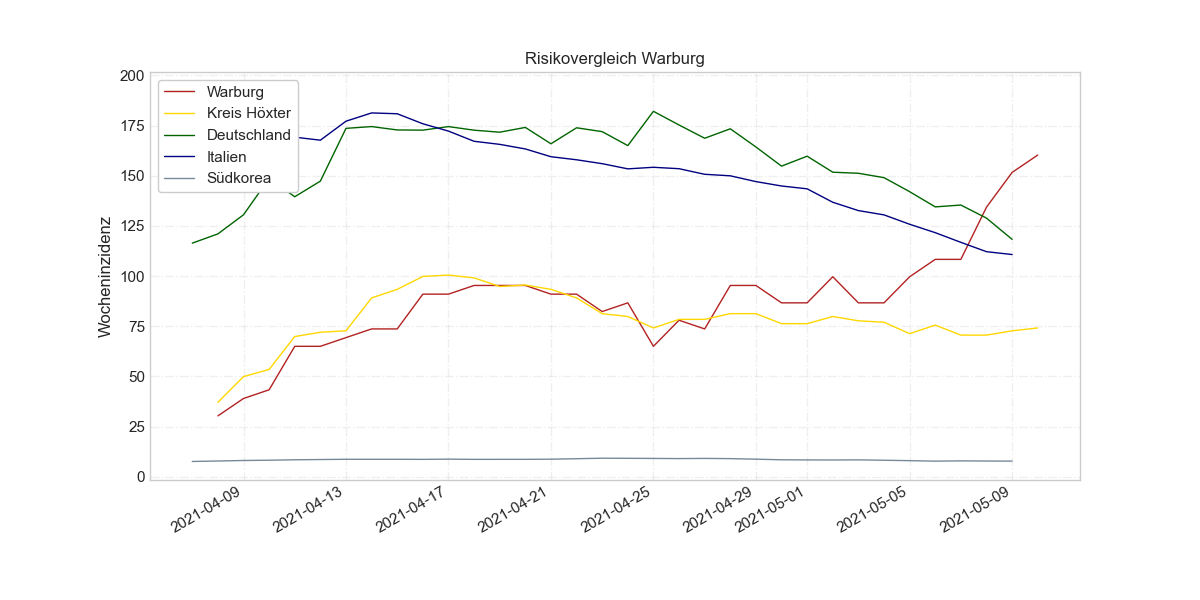 Risikovergleich Warburg
Wocheninzidenz
200
175
150
125
100
75
50
25
0
Warburg
Kreis Höxter
Deutschland
Italien
Südkorea
2021-04-09
2021-04-13
2021-04-17
2021-04-21
2021-04-25
2021-04-29
2021-05-01
2021-05-05
2021-05-09